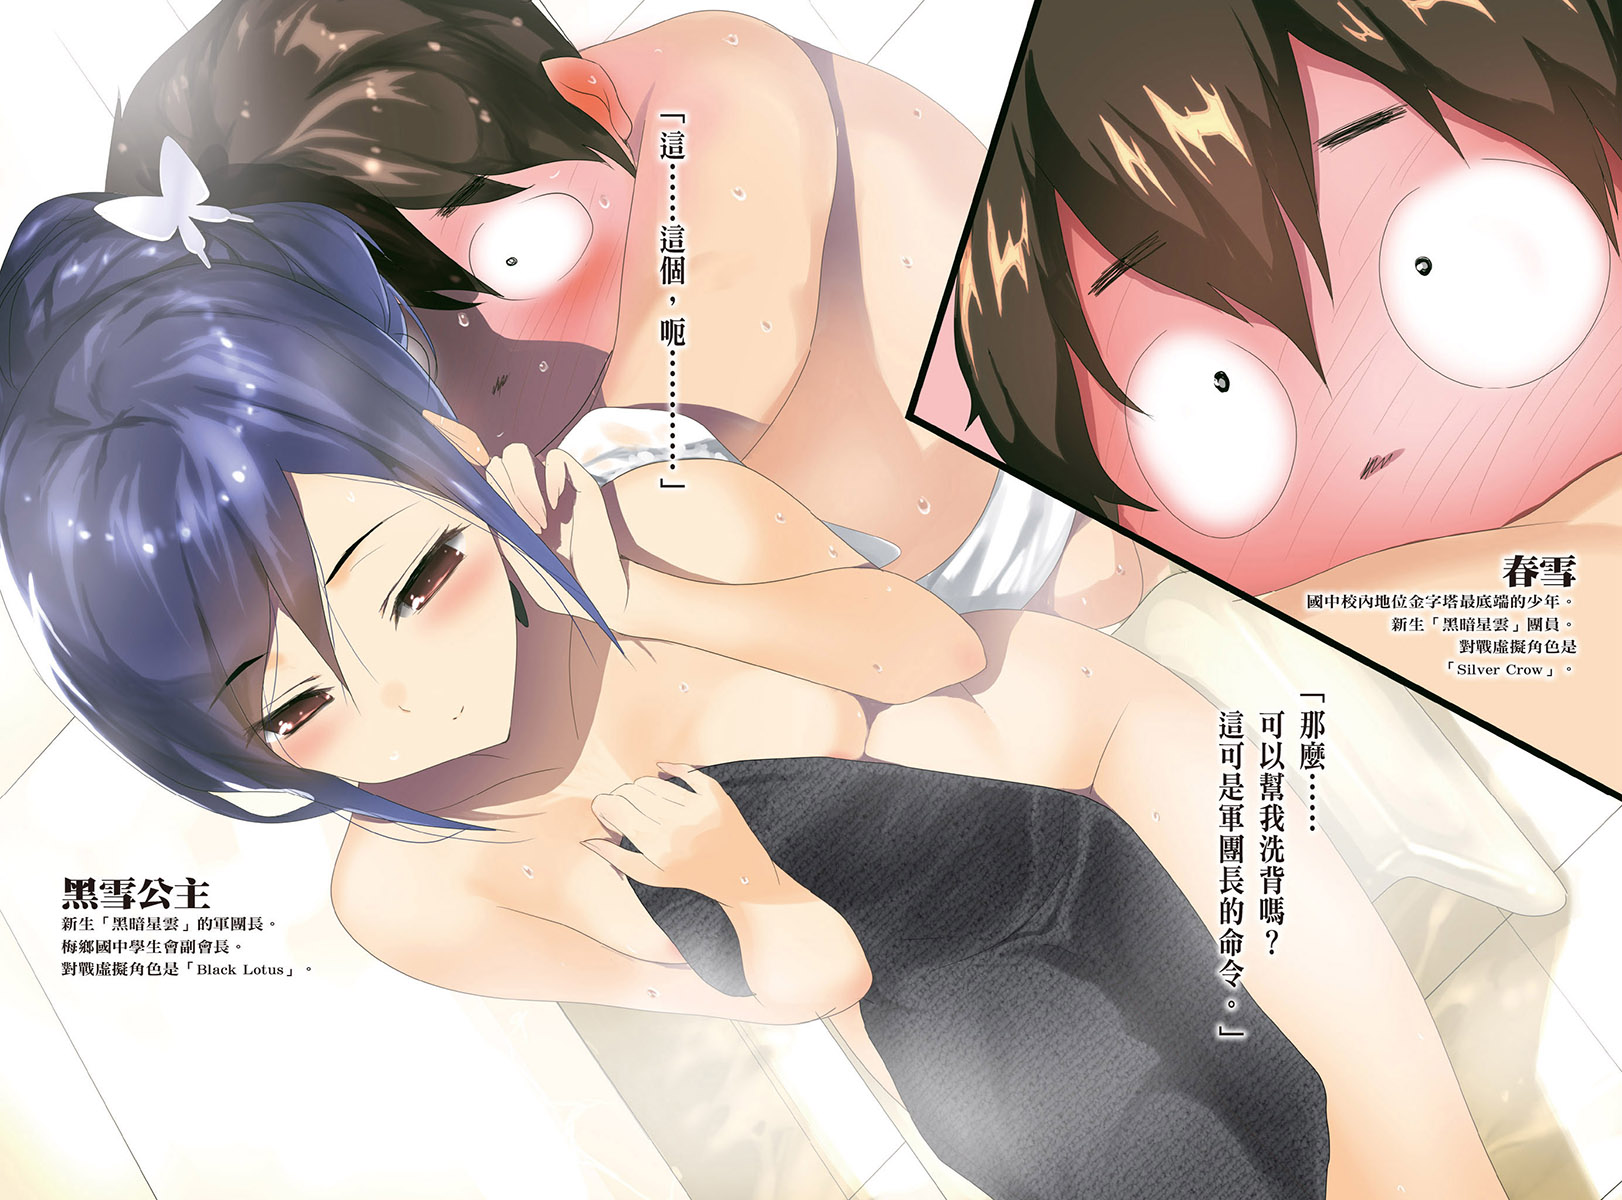 春雪
國中校內地位金字塔最底端的少年。
新生「黑暗星雲」團員。
對戰虛擬角色是
「Silver Crow」。
「那麼……
可以幫我洗背嗎？
這可是軍團長的命令。」
「這……這個，呃…………」
黑雪公主
新生「黑暗星雲」的軍團長。
梅鄉國中學生會副會長。
對戰虛擬角色是「Black Lotus」。